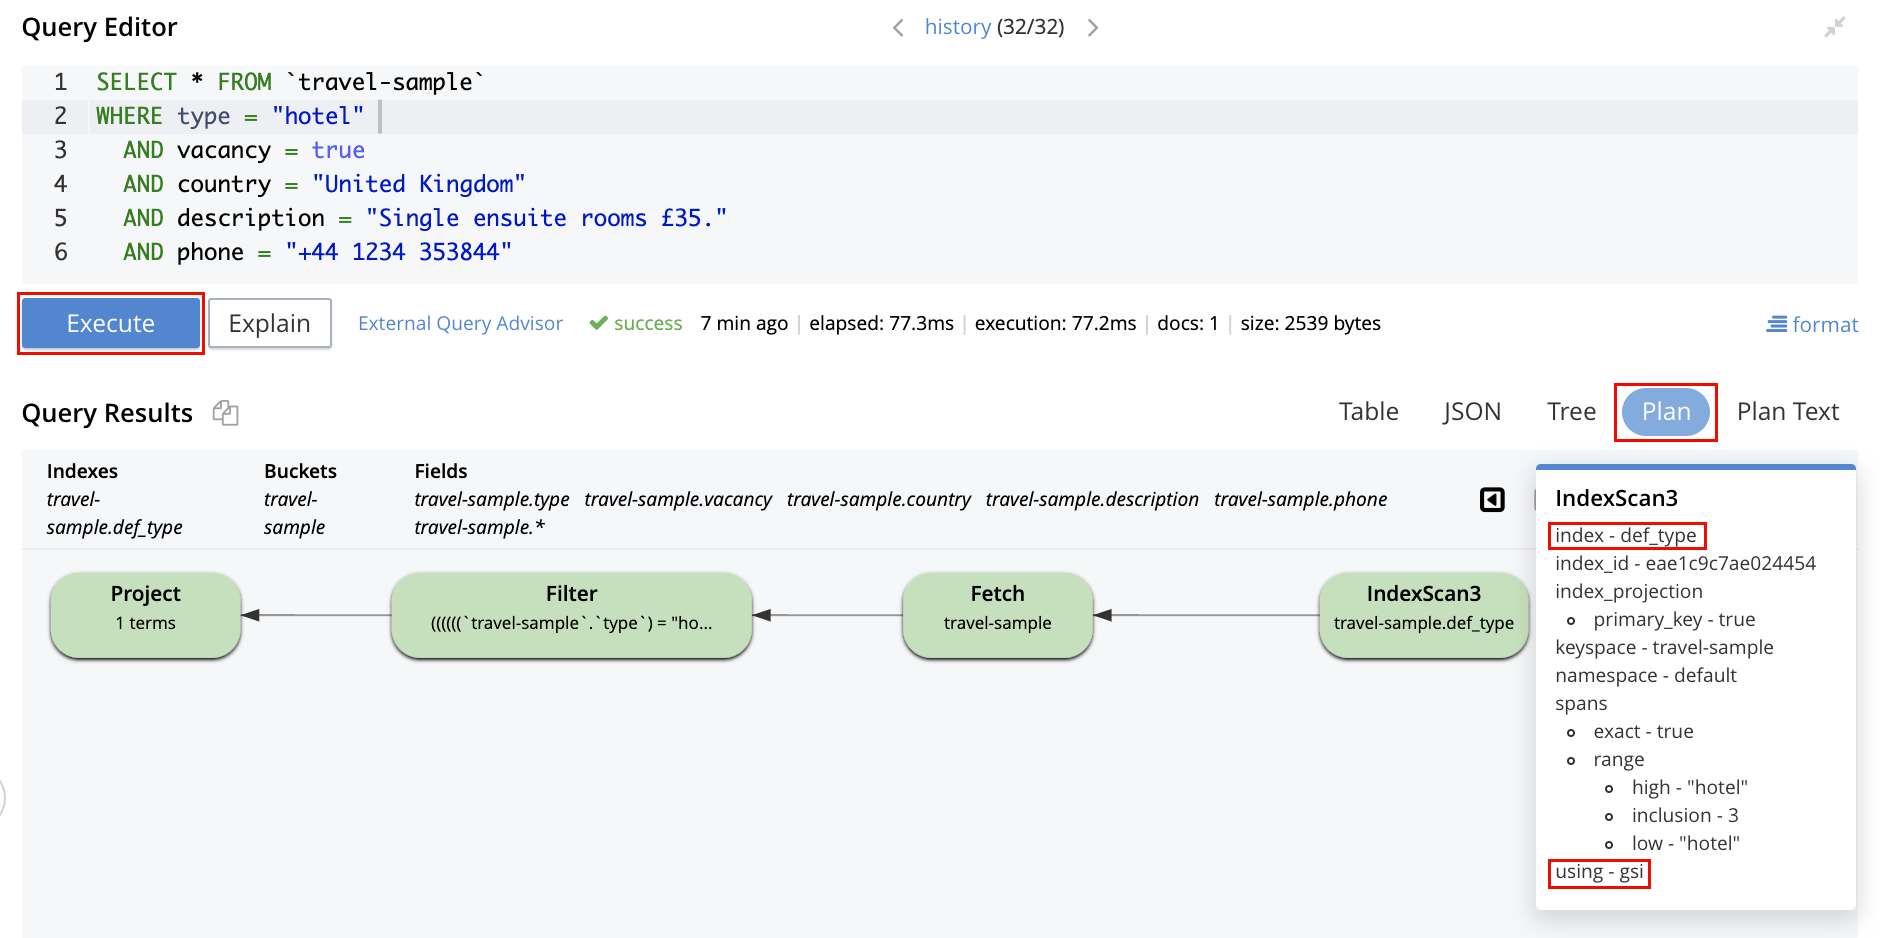 Query Editor
history (32/32)
1 SELECT * FROM `travel-sample`
2 WHERE type = "hotel"
3 AND vacancy = true
4 AND country = "United Kingdom"
5 AND description = "Single ensuite rooms £35."
6 AND phone = "+44 1234 353844"
Execute Explain External Query Advisor success 7 min ago | elapsed: 77.3ms | execution: 77.2ms | docs: 1 | size: 2539 bytes format
Query Results Table JSON Tree Plan Plan Text
Indexes Buckets Fields
travel- travel- travel-sample.type travel-sample.vacancy travel-sample.country travel-sample.description travel-sample.phone
sample.def_type sample travel-sample.*
Project Filter Fetch IndexScan3
1 terms ((((((`travel-sample`.`type`) = "ho... travel-sample travel-sample.def_type
IndexScan3
index - def_type
index_id - eae1c9c7ae024454
index_projection
primary_key - true
keyspace - travel-sample
namespace - default
spans
exact - true
range
high - "hotel"
inclusion - 3
low - "hotel"
using - gsi